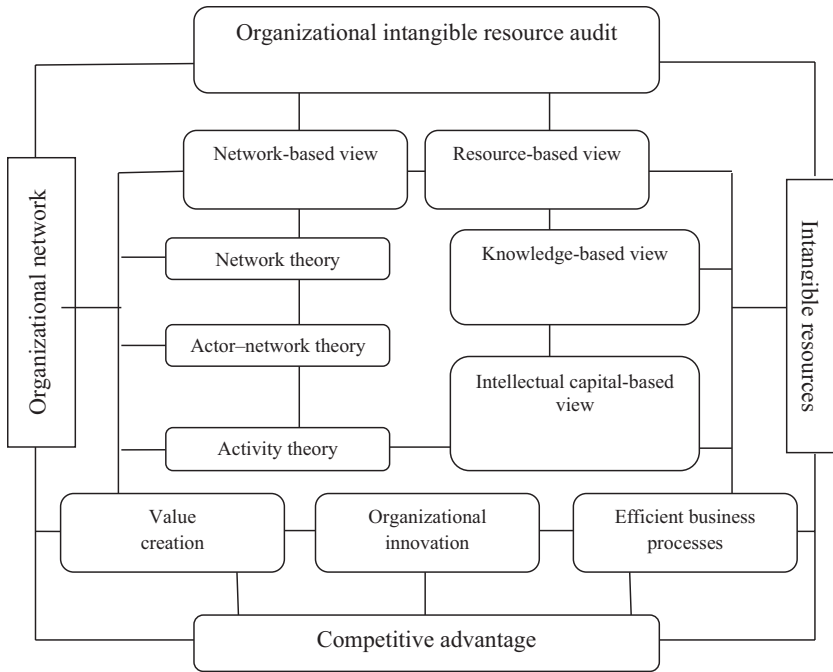 Organizational intangible resource audit
Network-based view
Resource-based view
Organizational network
Network theory
Knowledge-based view
Intangible resources
Actor–network theory
Intellectual capital-based
view
Activity theory
Value
creation
Organizational
innovation
Efficient business
processes
Competitive advantage